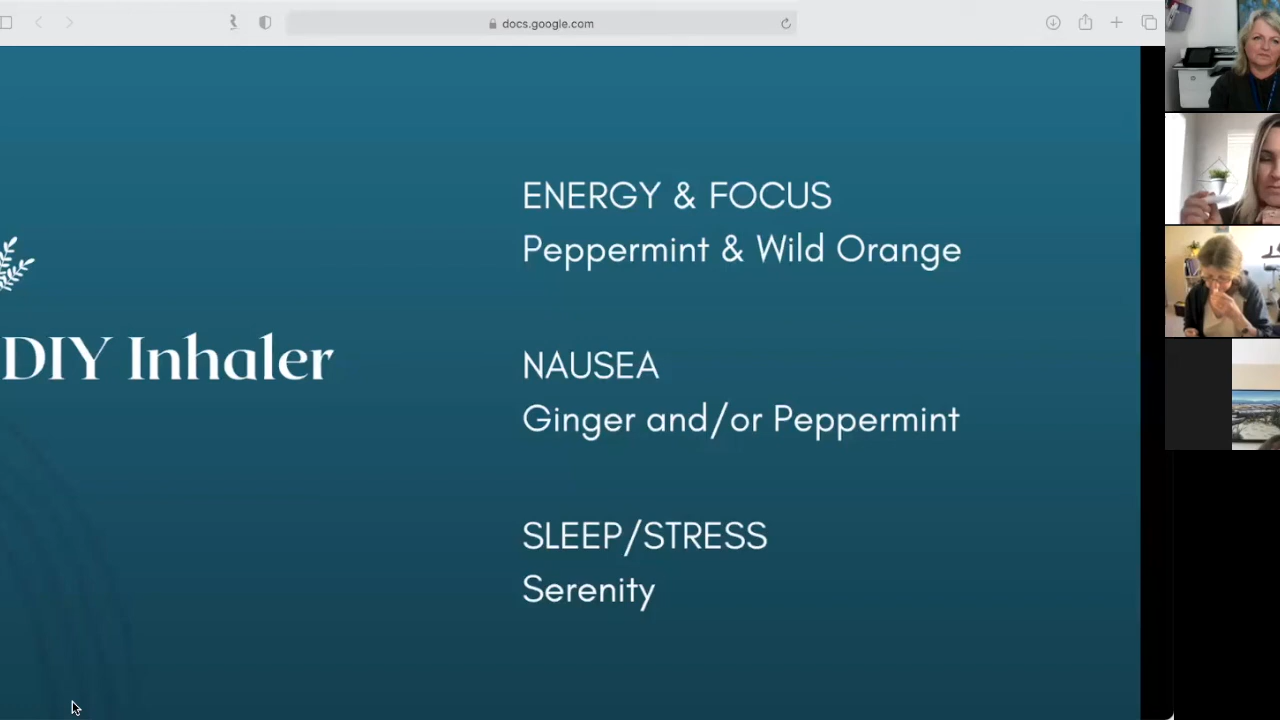 docs.google.com
DIY Inhaler
ENERGY & FOCUS
Peppermint & Wild Orange
NAUSEA
Ginger and/or Peppermint
SLEEP/STRESS
Serenity